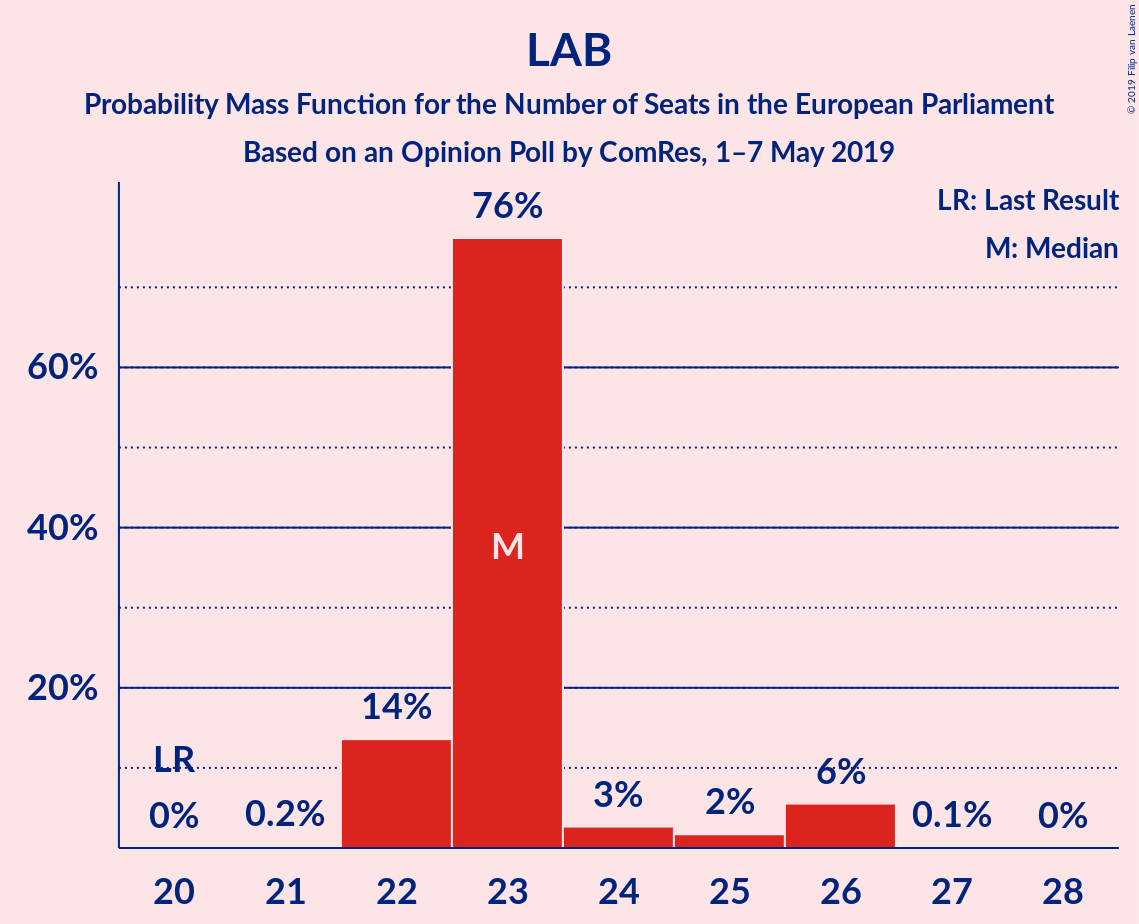 LAB
Probability Mass Function for the Number of Seats in the European Parliament
Based on an Opinion Poll by ComRes, 1–7 May 2019
© 2019 Filip van Laenen
LR: Last Result
M: Median
76%
60%
40%
M
20%
14%
LR
0%
0.2%
3%
2%
6%
0.1%
0%
20 21 22 23 24 25 26 27 28